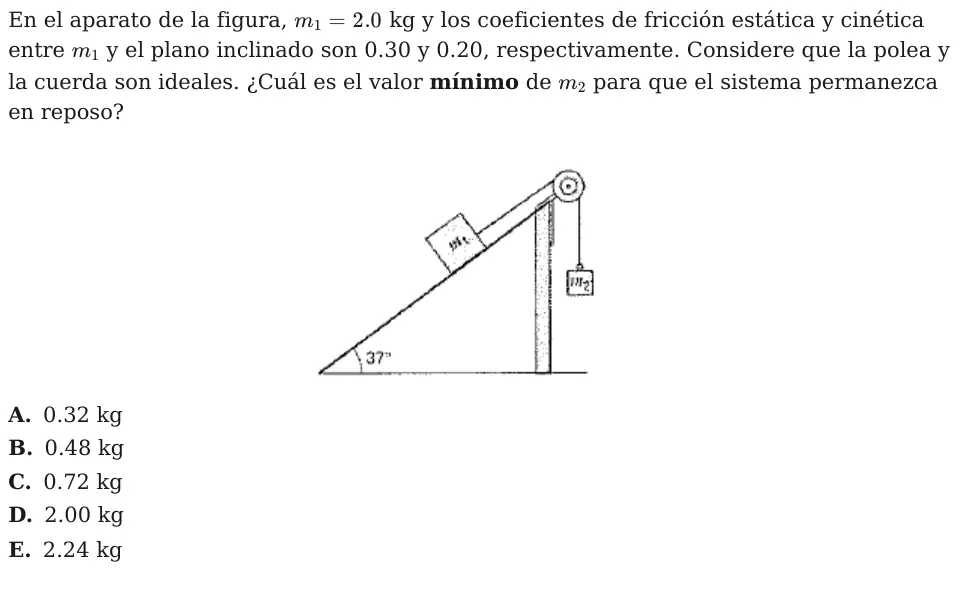 En el aparato de la figura, m₁ = 2.0 kg y los coeficientes de fricción estática y cinética
entre m₁ y el plano inclinado son 0.30 y 0.20, respectivamente. Considere que la polea y
la cuerda son ideales. ¿Cuál es el valor mínimo de m₂ para que el sistema permanezca
en reposo?
m₁
m₂
37°
A. 0.32 kg
B. 0.48 kg
C. 0.72 kg
D. 2.00 kg
E. 2.24 kg